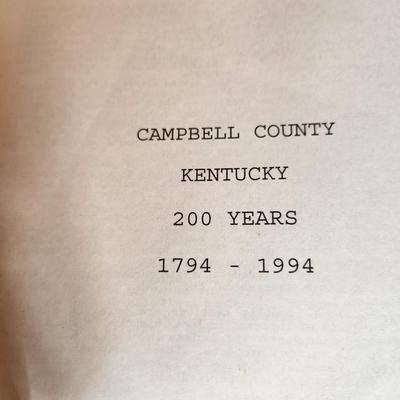 CAMPBELL COUNTY
KENTUCKY
200 YEARS
1794 - 1994